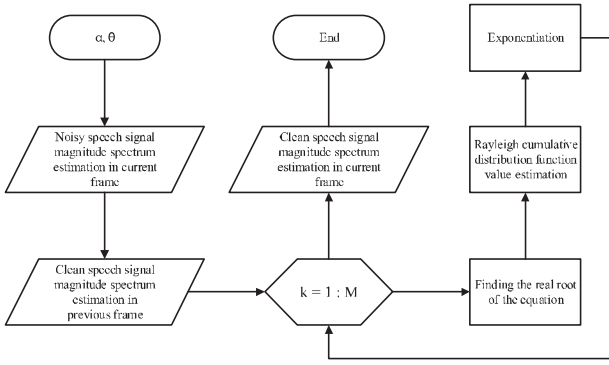 α, θ
Noisy speech signal
magnitude spectrum
estimation in current
frame
Clean speech signal
magnitude spectrum
estimation in
previous frame
End
Clean speech signal
magnitude spectrum
estimation in current
frame
k = 1 : M
Exponentiation
Rayleigh cumulative
distribution function
value estimation
Finding the real root
of the equation